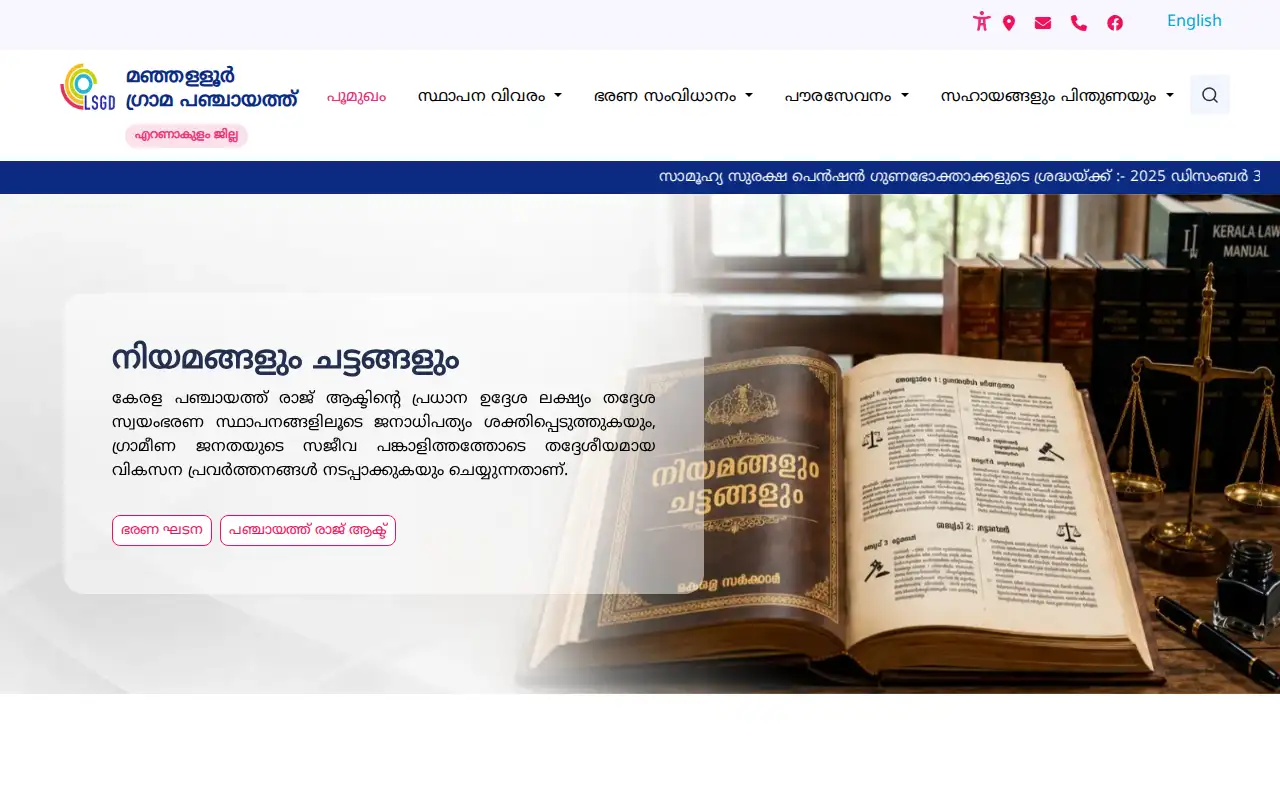 English
മഞ്ഞള്ളൂർ
ഗ്രാമ പഞ്ചായത്ത്
LSGD
എറണാകുളം ജില്ല
പൂമുഖം
സ്ഥാപന വിവരം
ഭരണ സംവിധാനം
പൗരസേവനം
സഹായങ്ങളും പിന്തുണയും
സാമൂഹ്യ സുരക്ഷ പെൻഷൻ ഗുണഭോക്താക്കളുടെ ശ്രദ്ധയ്ക്ക് :- 2025 ഡിസംബർ 3
KERALA LAW
MANUAL
നിയമങ്ങളും ചട്ടങ്ങളും
കേരള പഞ്ചായത്ത് രാജ് ആക്ടിന്റെ പ്രധാന ഉദ്ദേശ ലക്ഷ്യം തദ്ദേശ
സ്വയംഭരണ സ്ഥാപനങ്ങളിലൂടെ ജനാധിപത്യം ശക്തിപ്പെടുത്തുകയും,
ഗ്രാമീണ ജനതയുടെ സജീവ പങ്കാളിത്തത്തോടെ തദ്ദേശീയമായ
വികസന പ്രവർത്തനങ്ങൾ നടപ്പാക്കുകയും ചെയ്യുന്നതാണ്.
ഭരണ ഘടന
പഞ്ചായത്ത് രാജ് ആക്ട്
നിയമങ്ങളും
ചട്ടങ്ങളും
കേരള സർക്കാർ